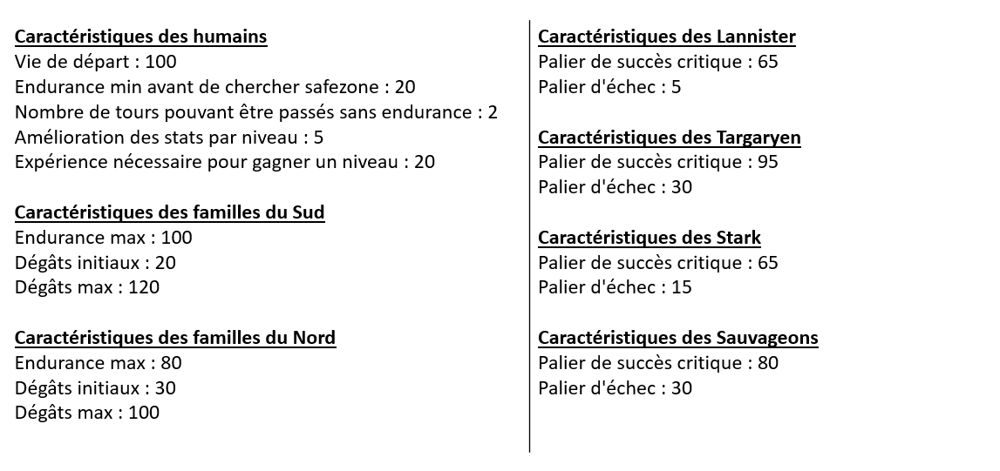 Caractéristiques des humains
Vie de départ : 100
Endurance min avant de chercher safezone : 20
Nombre de tours pouvant être passés sans endurance : 2
Amélioration des stats par niveau : 5
Expérience nécessaire pour gagner un niveau : 20
Caractéristiques des familles du Sud
Endurance max : 100
Dégâts initiaux : 20
Dégâts max : 120
Caractéristiques des familles du Nord
Endurance max : 80
Dégâts initiaux : 30
Dégâts max : 100
Caractéristiques des Lannister
Palier de succès critique : 65
Palier d'échec : 5
Caractéristiques des Targaryen
Palier de succès critique : 95
Palier d'échec : 30
Caractéristiques des Stark
Palier de succès critique : 65
Palier d'échec : 15
Caractéristiques des Sauvageons
Palier de succès critique : 80
Palier d'échec : 30